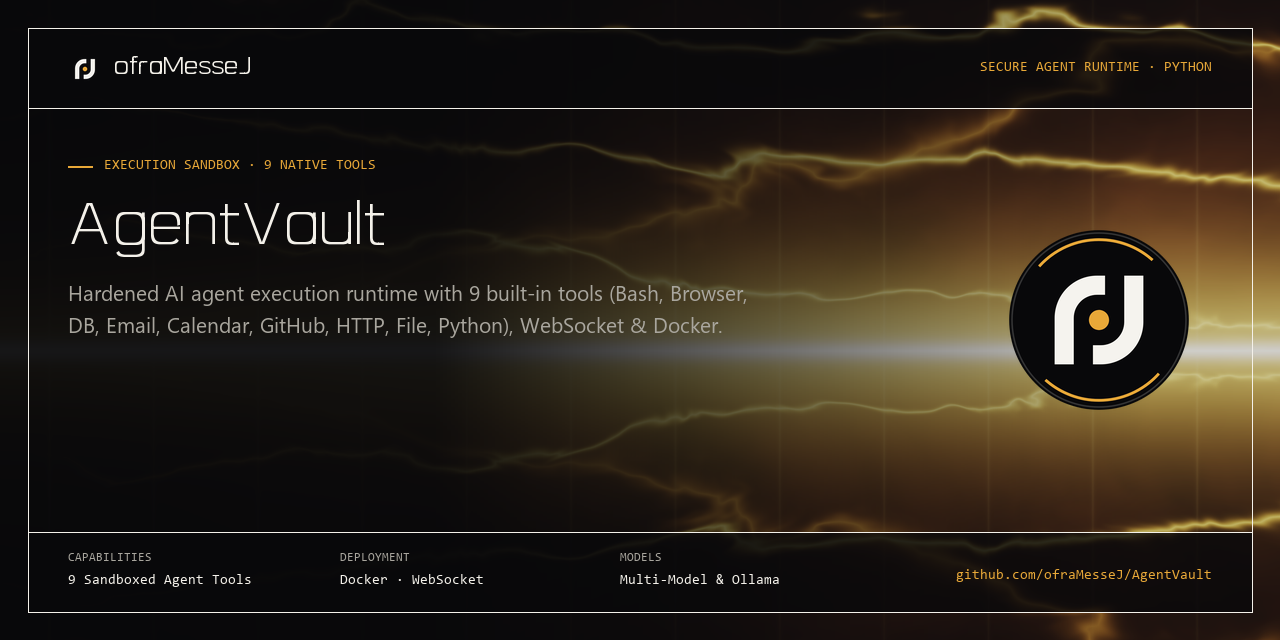 ofraMesseJ
SECURE AGENT RUNTIME · PYTHON
EXECUTION SANDBOX · 9 NATIVE TOOLS
AgentVault
Hardened AI agent execution runtime with 9 built-in tools (Bash, Browser,
DB, Email, Calendar, GitHub, HTTP, File, Python), WebSocket & Docker.
CAPABILITIES
9 Sandboxed Agent Tools
DEPLOYMENT
Docker · WebSocket
MODELS
Multi-Model & Ollama
github.com/ofraMesseJ/AgentVault